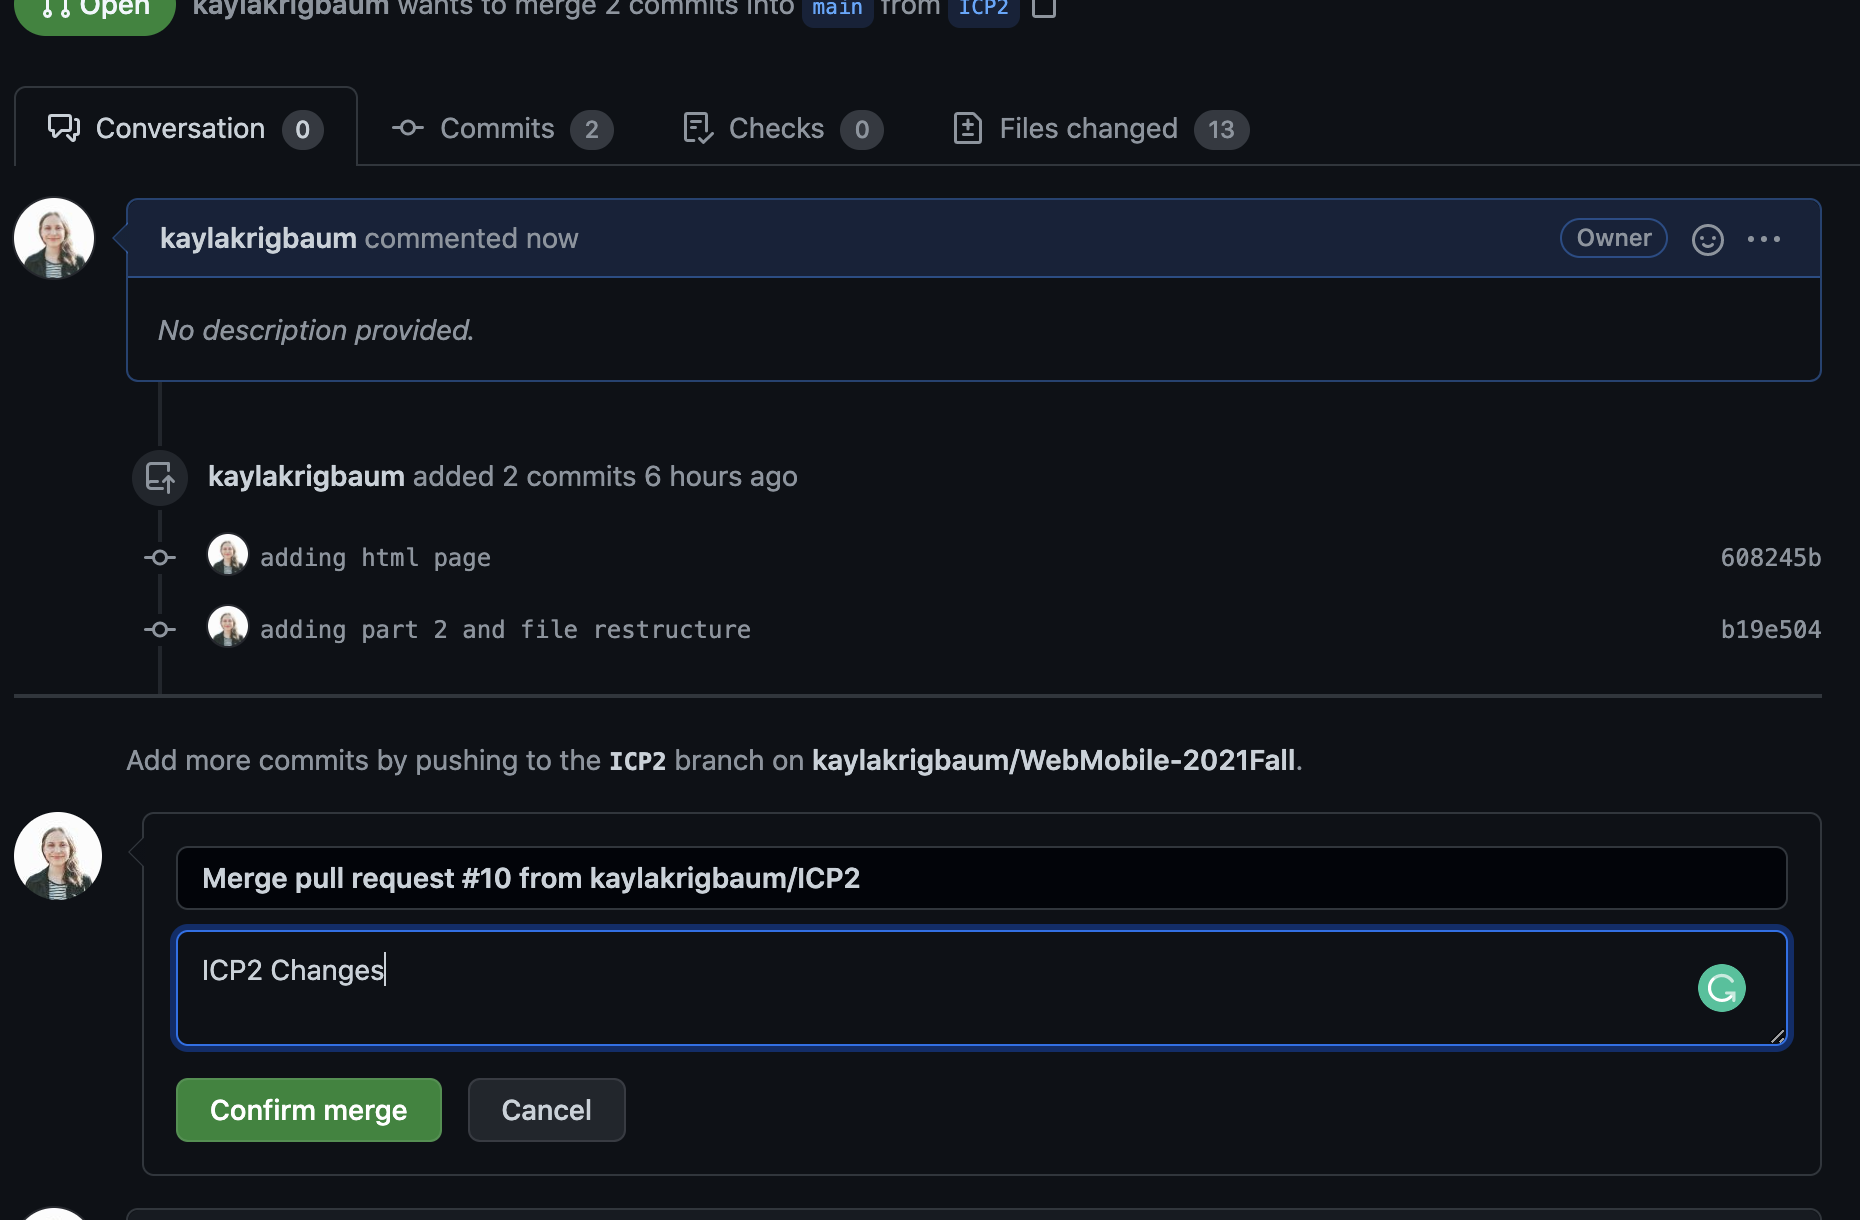 Open kaylakrigbaum wants to merge 2 commits into main from ICP2
Conversation 0 Commits 2 Checks 0 Files changed 13
kaylakrigbaum commented now Owner
No description provided.
kaylakrigbaum added 2 commits 6 hours ago
adding html page 608245b
adding part 2 and file restructure b19e504
Add more commits by pushing to the ICP2 branch on kaylakrigbaum/WebMobile-2021Fall.
Merge pull request #10 from kaylakrigbaum/ICP2
ICP2 Changes
Confirm merge Cancel